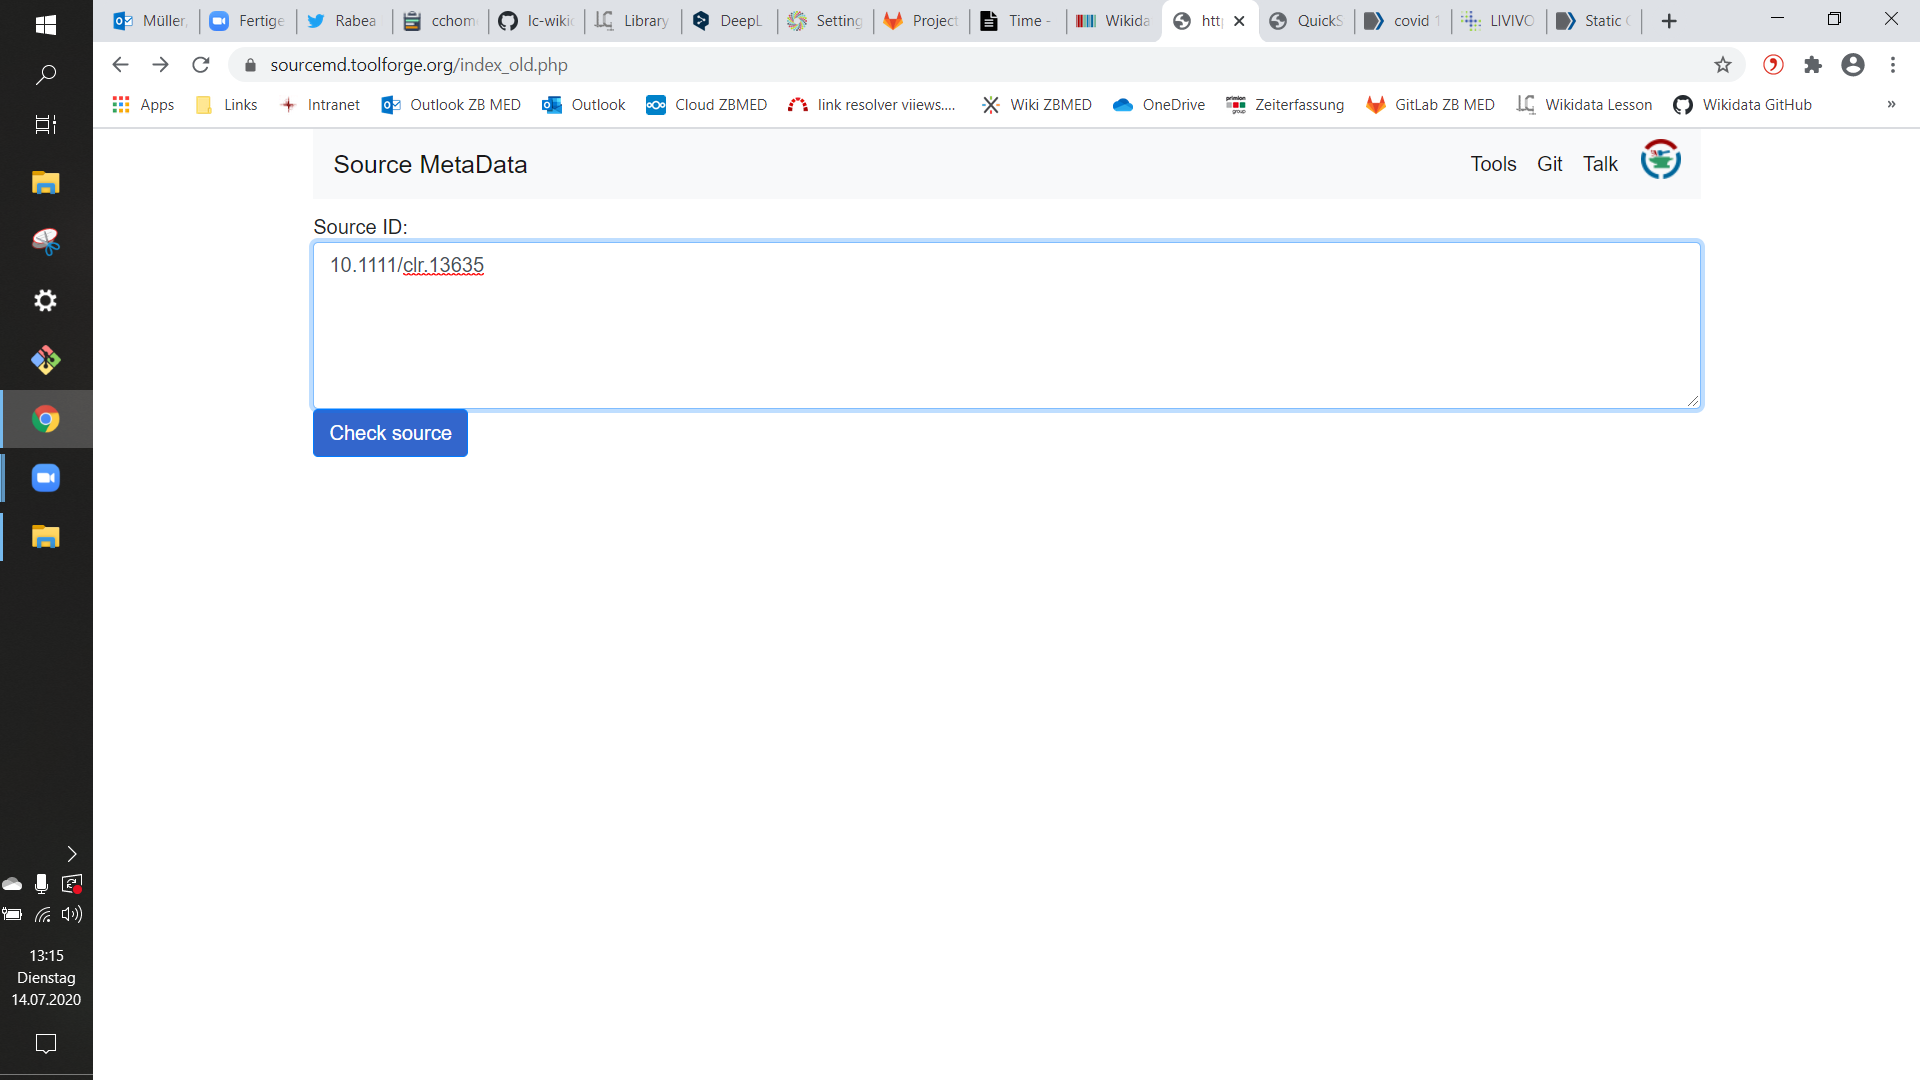 Müller,
Fertige
Rabea
cchom
lc-wikid
Library
DeepL
Setting
Project
Time -
Wikida
htt
QuickS
covid 1
LIVIVO
Static
sourcemd.toolforge.org/index_old.php
Apps
Links
Intranet
Outlook ZB MED
Outlook
Cloud ZBMED
link resolver viiews....
Wiki ZBMED
OneDrive
Zeiterfassung
GitLab ZB MED
Wikidata Lesson
Wikidata GitHub
»
Source MetaData
Tools Git Talk
Source ID:
10.1111/clr.13635
Check source
13:15
Dienstag
14.07.2020